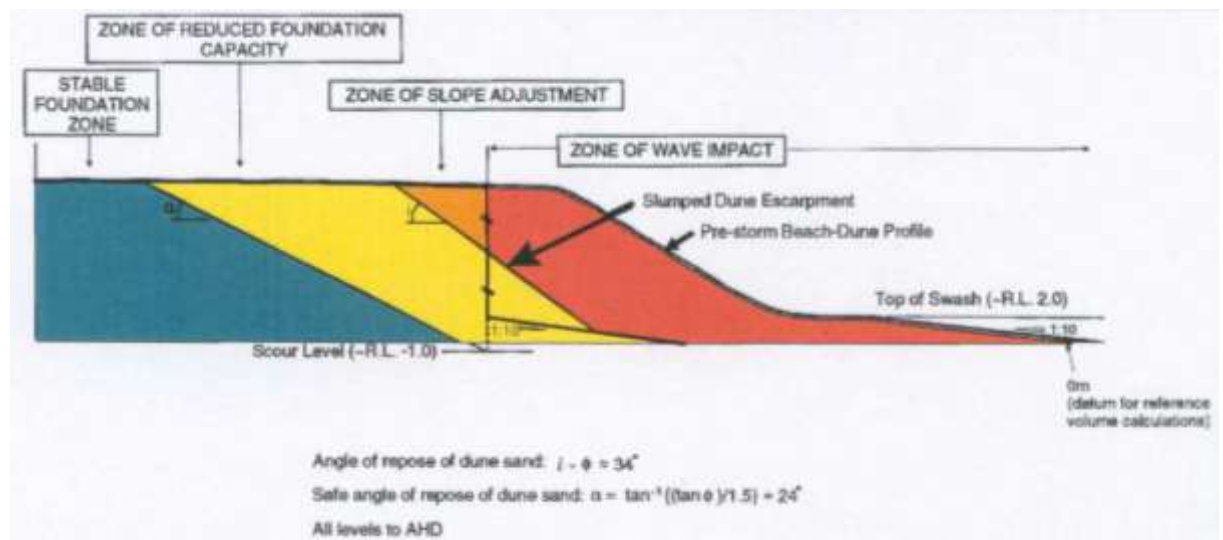 ZONE OF REDUCED FOUNDATION
CAPACITY
STABLE
FOUNDATION
ZONE
ZONE OF SLOPE ADJUSTMENT
ZONE OF WAVE IMPACT
Slumped Dune Escarpment
α
i
Pre-storm Beach-Dune Profile
Top of Swash (~R.L. 2.0)
1:10
1:10
Scour Level (~R.L. -1.0)
0m
(datum for reference
volume calculations)
Angle of repose of dune sand: i - ϕ = 34°
Safe angle of repose of dune sand: α = tan⁻¹ ((tan ϕ)/1.5) = 24°
All levels to AHD